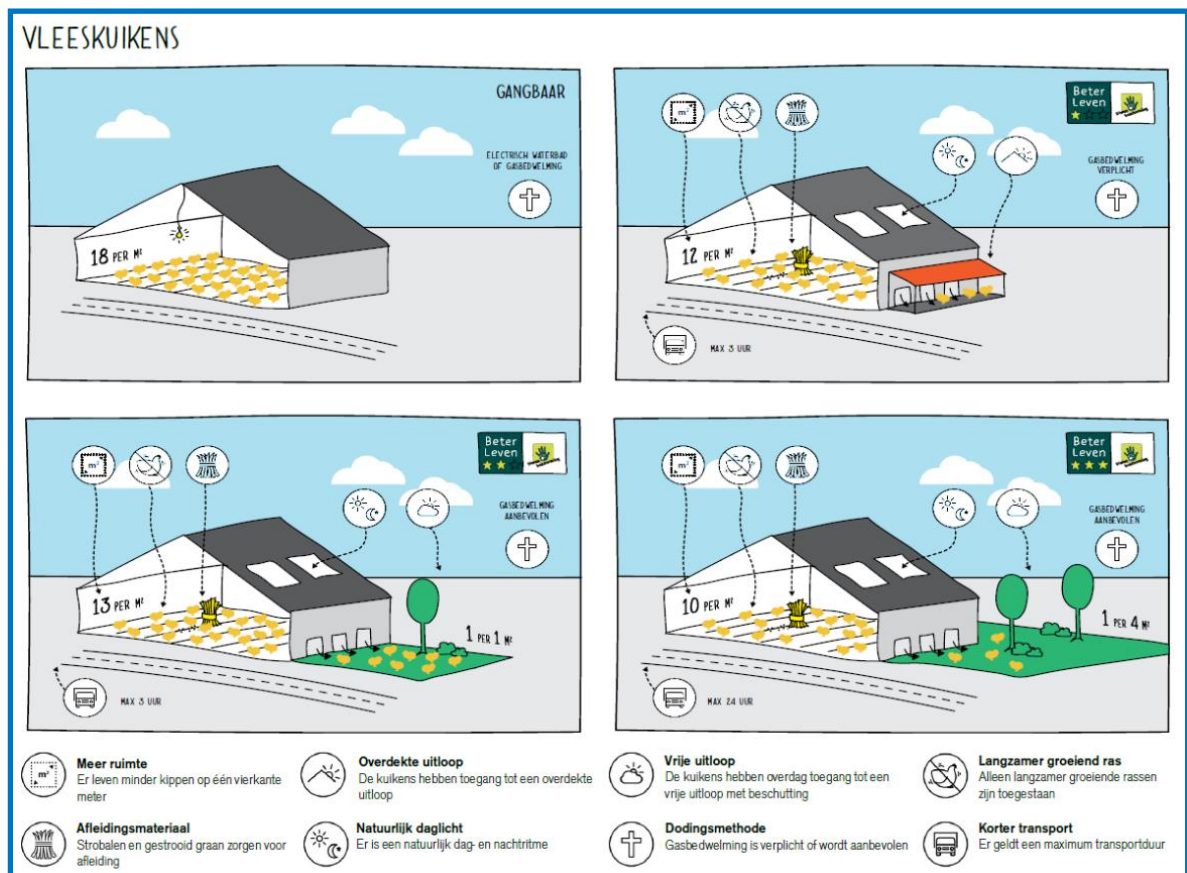 VLEESKUIKENS
GANGBAAR
ELECTRISCH WATERBAD
OF GASBEDWELMING
18 PER M²
Beter
Leven
m²
GASBEDWELMING
VERPLICHT
12 PER M²
MAX 3 UUR
Beter
Leven
m²
GASBEDWELMING
AANBEVOLEN
13 PER M²
1 PER 1 M²
MAX 3 UUR
Beter
Leven
m²
GASBEDWELMING
AANBEVOLEN
10 PER M²
1 PER 4 M²
MAX 24 UUR
m²
Meer ruimte
Er leven minder kippen op één vierkante
meter
Overdekte uitloop
De kuikens hebben toegang tot een overdekte
uitloop
Vrije uitloop
De kuikens hebben overdag toegang tot een
vrije uitloop met beschutting
Langzamer groeiend ras
Alleen langzamer groeiende rassen
zijn toegestaan
Afleidingsmateriaal
Strobalen en gestrooid graan zorgen voor
afleiding
Natuurlijk daglicht
Er is een natuurlijk dag- en nachtritme
Dodingsmethode
Gasbedwelming is verplicht of wordt aanbevolen
Korter transport
Er geldt een maximum transportduur